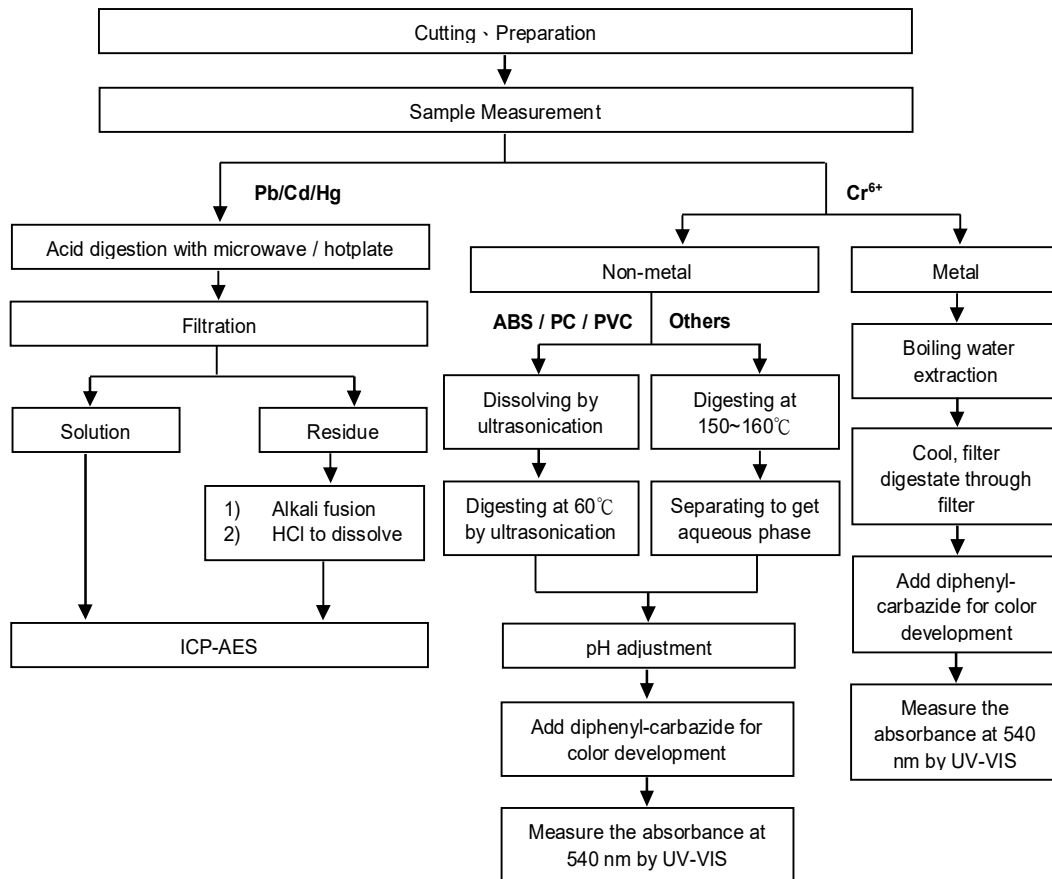 Cutting、Preparation
Sample Measurement
Pb/Cd/Hg
Cr⁶⁺
Acid digestion with microwave / hotplate
Filtration
Solution
Residue
1) Alkali fusion
2) HCl to dissolve
ICP-AES
Non-metal
ABS / PC / PVC
Others
Dissolving by
ultrasonication
Digesting at 60℃
by ultrasonication
Digesting at
150~160℃
Separating to get
aqueous phase
pH adjustment
Add diphenyl-carbazide for
color development
Measure the absorbance at
540 nm by UV-VIS
Metal
Boiling water
extraction
Cool, filter
digestate through
filter
Add diphenyl-
carbazide for color
development
Measure the
absorbance at 540
nm by UV-VIS